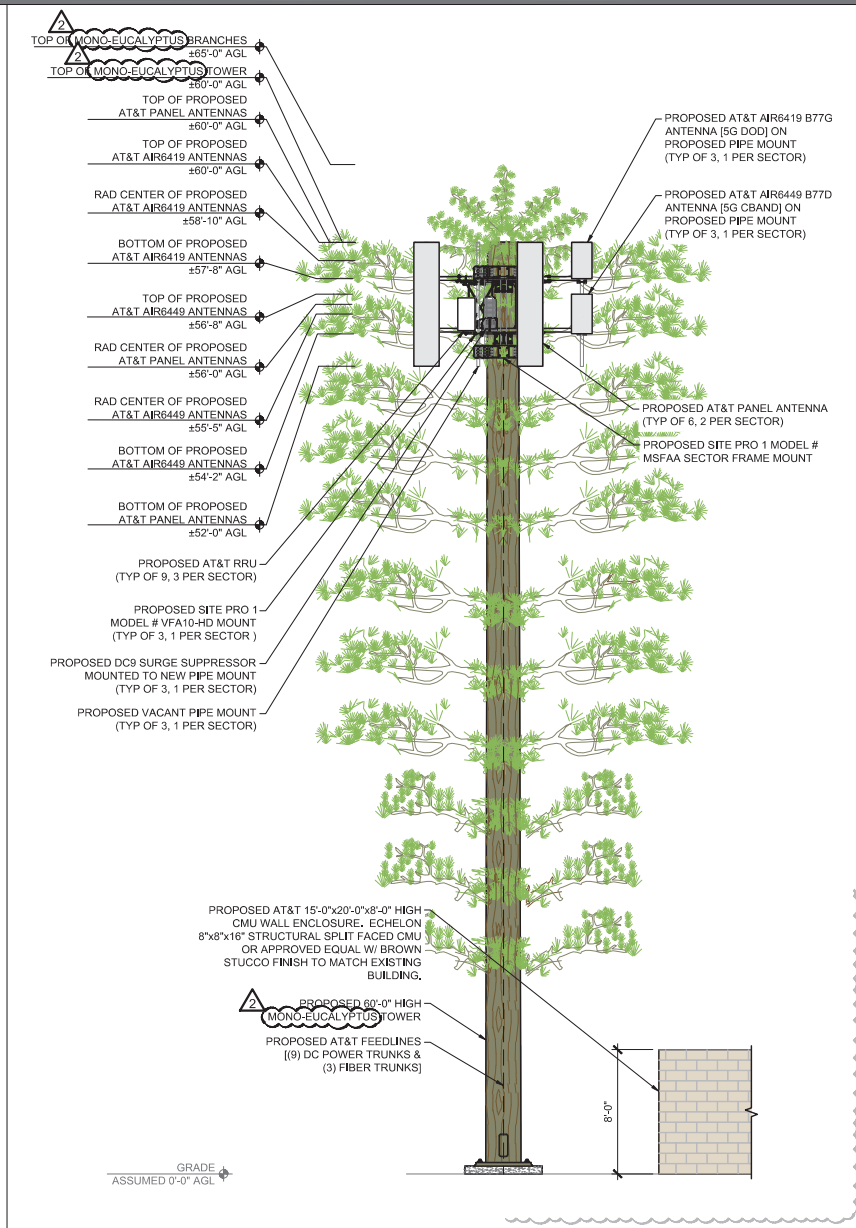 2
TOP OF MONO-EUCALYPTUS BRANCHES
±65'-0" AGL
2
TOP OF MONO-EUCALYPTUS TOWER
±60'-0" AGL
TOP OF PROPOSED
AT&T PANEL ANTENNAS
±60'-0" AGL
TOP OF PROPOSED
AT&T AIR6419 ANTENNAS
±60'-0" AGL
RAD CENTER OF PROPOSED
AT&T AIR6419 ANTENNAS
±58'-10" AGL
BOTTOM OF PROPOSED
AT&T AIR6419 ANTENNAS
±57'-8" AGL
TOP OF PROPOSED
AT&T AIR6449 ANTENNAS
±56'-8" AGL
RAD CENTER OF PROPOSED
AT&T PANEL ANTENNAS
±56'-0" AGL
RAD CENTER OF PROPOSED
AT&T AIR6449 ANTENNAS
±55'-5" AGL
BOTTOM OF PROPOSED
AT&T AIR6449 ANTENNAS
±54'-2" AGL
BOTTOM OF PROPOSED
AT&T PANEL ANTENNAS
±52'-0" AGL
PROPOSED AT&T RRU
(TYP OF 9, 3 PER SECTOR)
PROPOSED SITE PRO 1
MODEL # VFA10-HD MOUNT
(TYP OF 3, 1 PER SECTOR )
PROPOSED DC9 SURGE SUPPRESSOR
MOUNTED TO NEW PIPE MOUNT
(TYP OF 3, 1 PER SECTOR)
PROPOSED VACANT PIPE MOUNT
(TYP OF 3, 1 PER SECTOR)
PROPOSED AT&T AIR6419 B77G
ANTENNA [5G DOD] ON
PROPOSED PIPE MOUNT
(TYP OF 3, 1 PER SECTOR)
PROPOSED AT&T AIR6449 B77D
ANTENNA [5G CBAND] ON
PROPOSED PIPE MOUNT
(TYP OF 3, 1 PER SECTOR)
PROPOSED AT&T PANEL ANTENNA
(TYP OF 6, 2 PER SECTOR)
PROPOSED SITE PRO 1 MODEL #
MSFAA SECTOR FRAME MOUNT
PROPOSED AT&T 15'-0"x20'-0"x8'-0" HIGH
CMU WALL ENCLOSURE. ECHELON
8"x8"x16" STRUCTURAL SPLIT FACED CMU
OR APPROVED EQUAL W/ BROWN
STUCCO FINISH TO MATCH EXISTING
BUILDING.
2
PROPOSED 60'-0" HIGH
MONO-EUCALYPTUS TOWER
PROPOSED AT&T FEEDLINES
[(9) DC POWER TRUNKS &
(3) FIBER TRUNKS]
8'-0"
GRADE
ASSUMED 0'-0" AGL